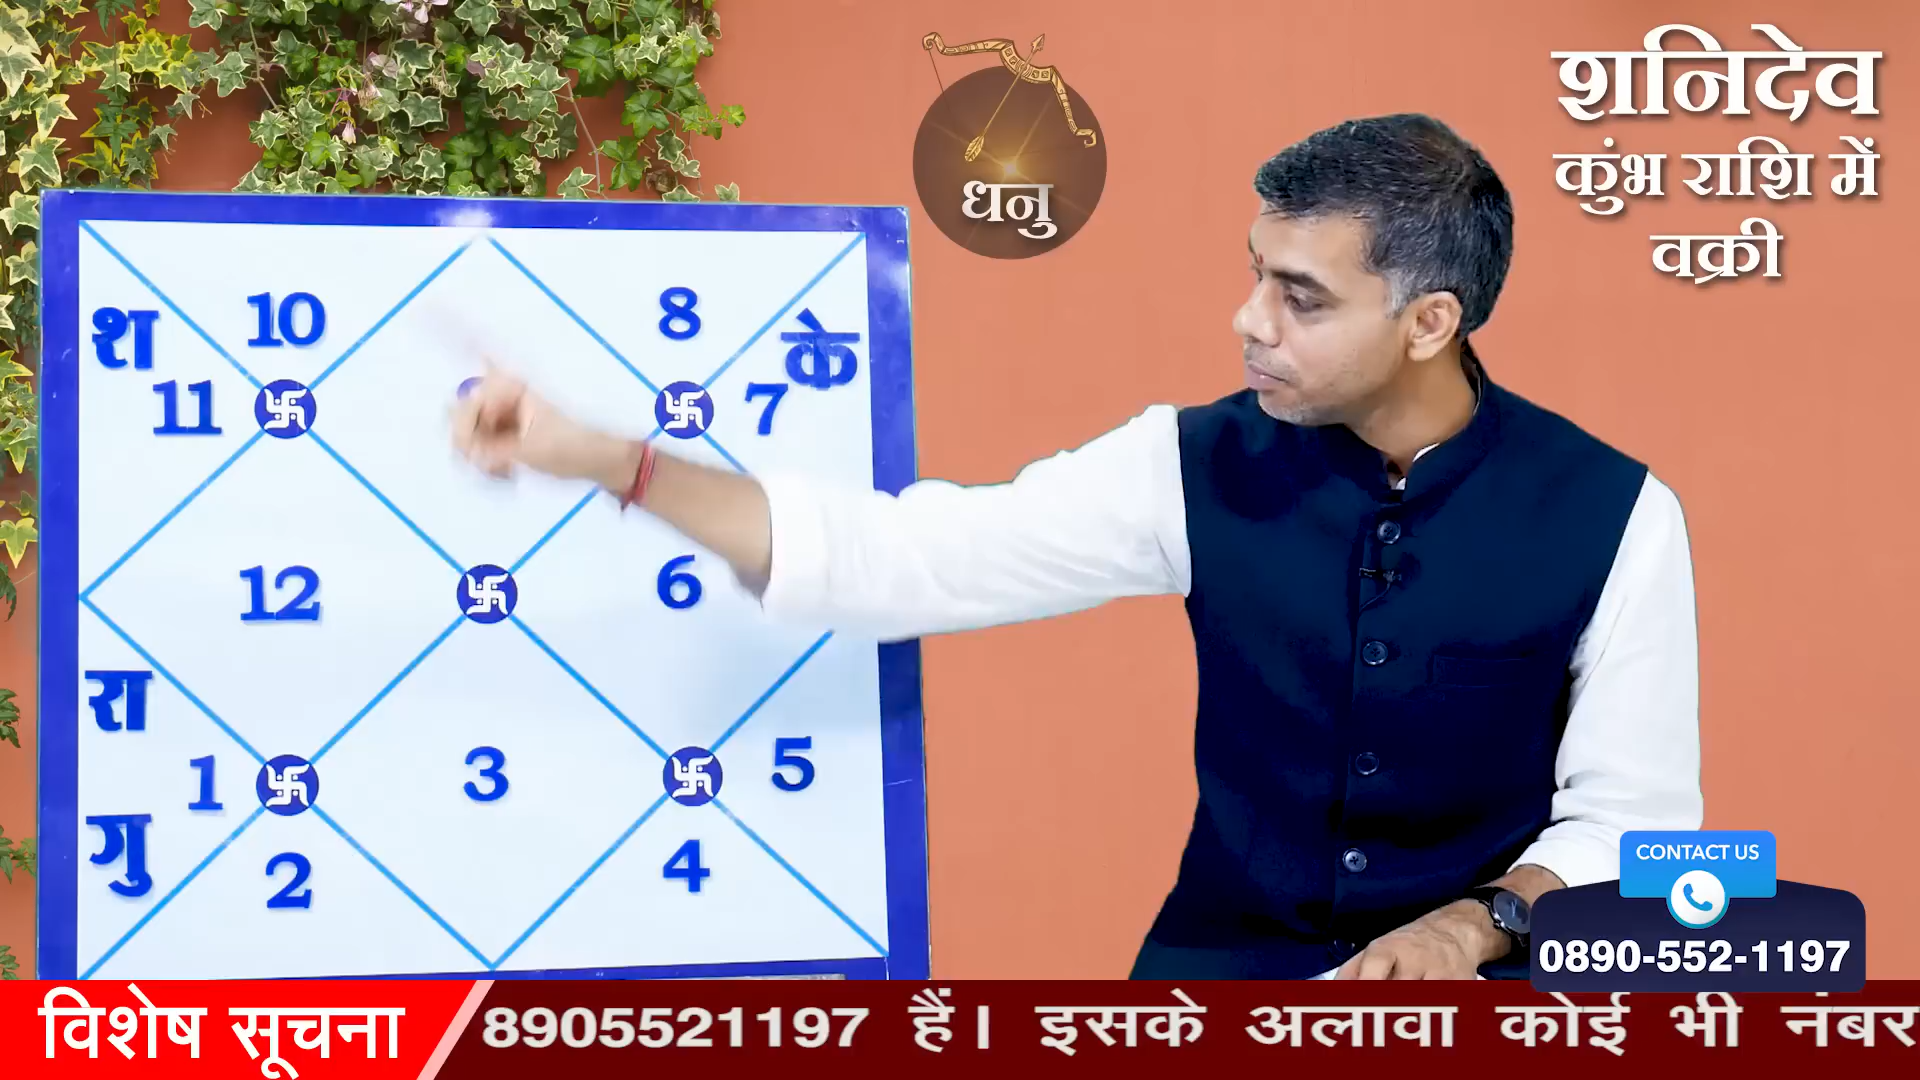 शनिदेव
कुंभ राशि में
वक्री
धनु
10
8
श
के
11
7
12
6
रा
1
3
5
गु
2
4
CONTACT US
0890-552-1197
विशेष सूचना
8905521197 हैं। इसके अलावा कोई भी नंबर